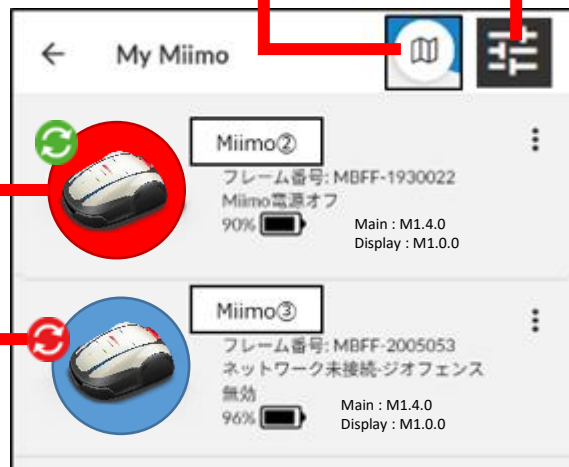 My Miimo
Miimo②
フレーム番号: MBFF-1930022
Miimo電源オフ
90%
Main : M1.4.0
Display : M1.0.0
Miimo③
フレーム番号: MBFF-2005053
ネットワーク未接続-ジオフェンス
無効
96%
Main : M1.4.0
Display : M1.0.0